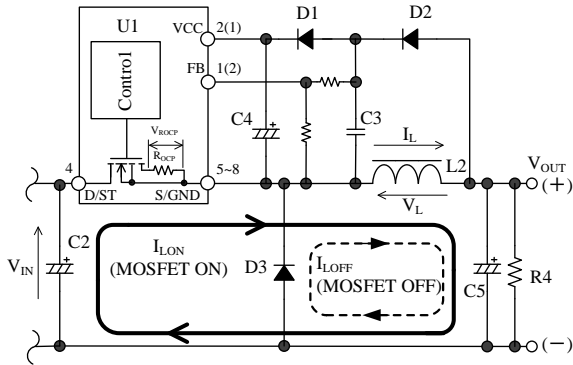 U1
D1
D2
VCC
2(1)
FB
1(2)
Control
C4
C3
V_ROCP
R_OCP
I_L
L2
V_OUT
4
5~8
(+)
D/ST
S/GND
V_L
C2
I_LON
(MOSFET ON)
D3
I_LOFF
(MOSFET OFF)
V_IN
C5
R4
(−)